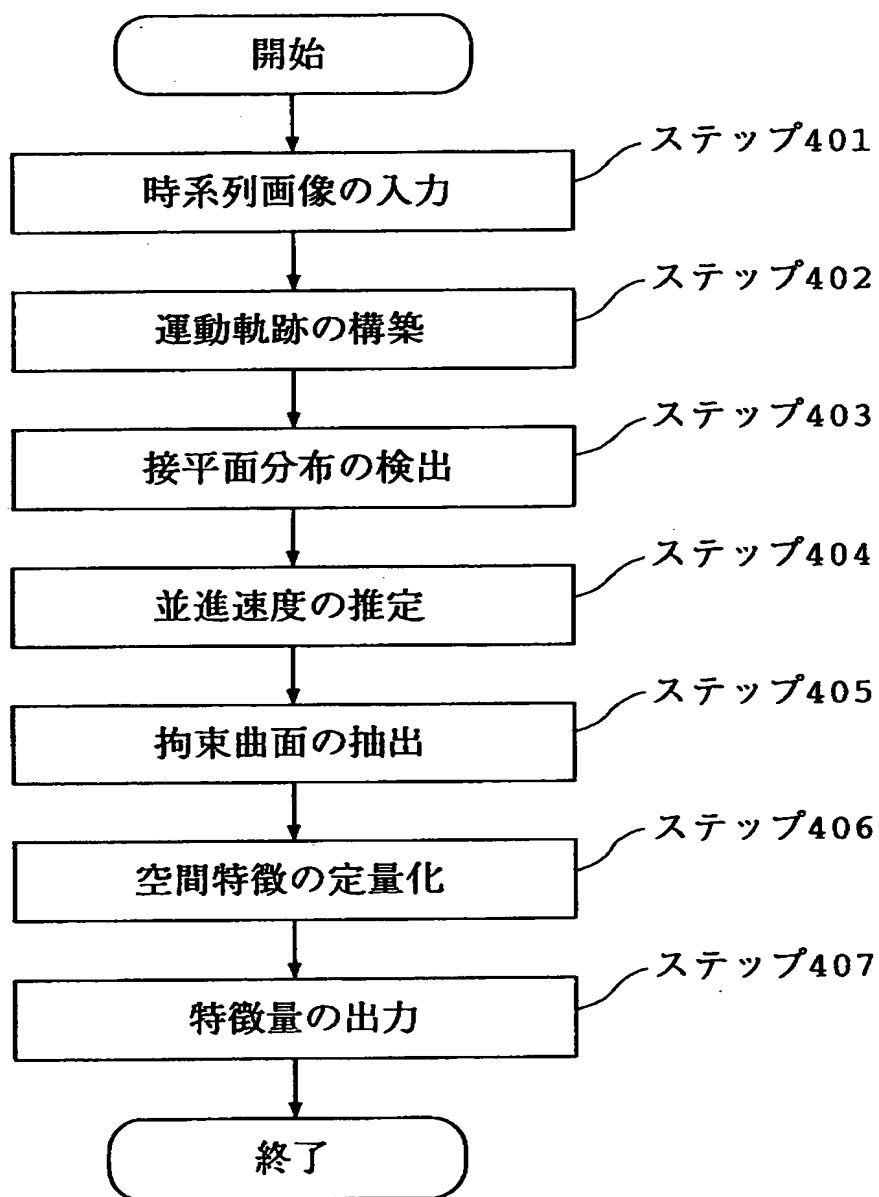 開始
ステップ401
時系列画像の入力
ステップ402
運動軌跡の構築
ステップ403
接平面分布の検出
ステップ404
並進速度の推定
ステップ405
拘束曲面の抽出
ステップ406
空間特徴の定量化
ステップ407
特徴量の出力
終了